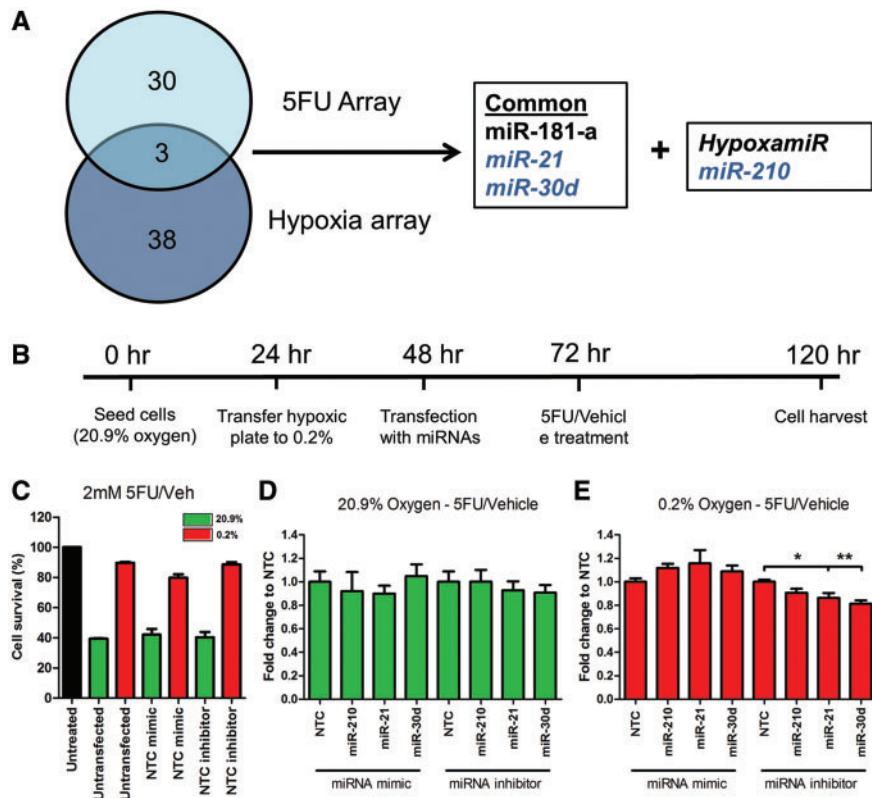 A
30
3
38
5FU Array
Hypoxia array
Common
miR-181-a
miR-21
miR-30d
+
HypoxamiR
miR-210
B
0 hr
24 hr
48 hr
72 hr
120 hr
Seed cells
(20.9% oxygen)
Transfer hypoxic
plate to 0.2%
Transfection
with miRNAs
5FU/Vehicl
e treatment
Cell harvest
C
2mM 5FU/Veh
20.9%
0.2%
Cell survival (%)
120
100
80
60
40
20
0
Untreated
Untransfected
Untransfected
NTC mimic
NTC mimic
NTC inhibitor
NTC inhibitor
D
20.9% Oxygen - 5FU/Vehicle
Fold change to NTC
1.4
1.2
1.0
0.8
0.6
0.4
0.2
0.0
NTC
miR-210
miR-21
miR-30d
NTC
miR-210
miR-21
miR-30d
miRNA mimic
miRNA inhibitor
E
0.2% Oxygen - 5FU/Vehicle
Fold change to NTC
1.4
1.2
1.0
0.8
0.6
0.4
0.2
0.0
*
**
NTC
miR-210
miR-21
miR-30d
NTC
miR-210
miR-21
miR-30d
miRNA mimic
miRNA inhibitor